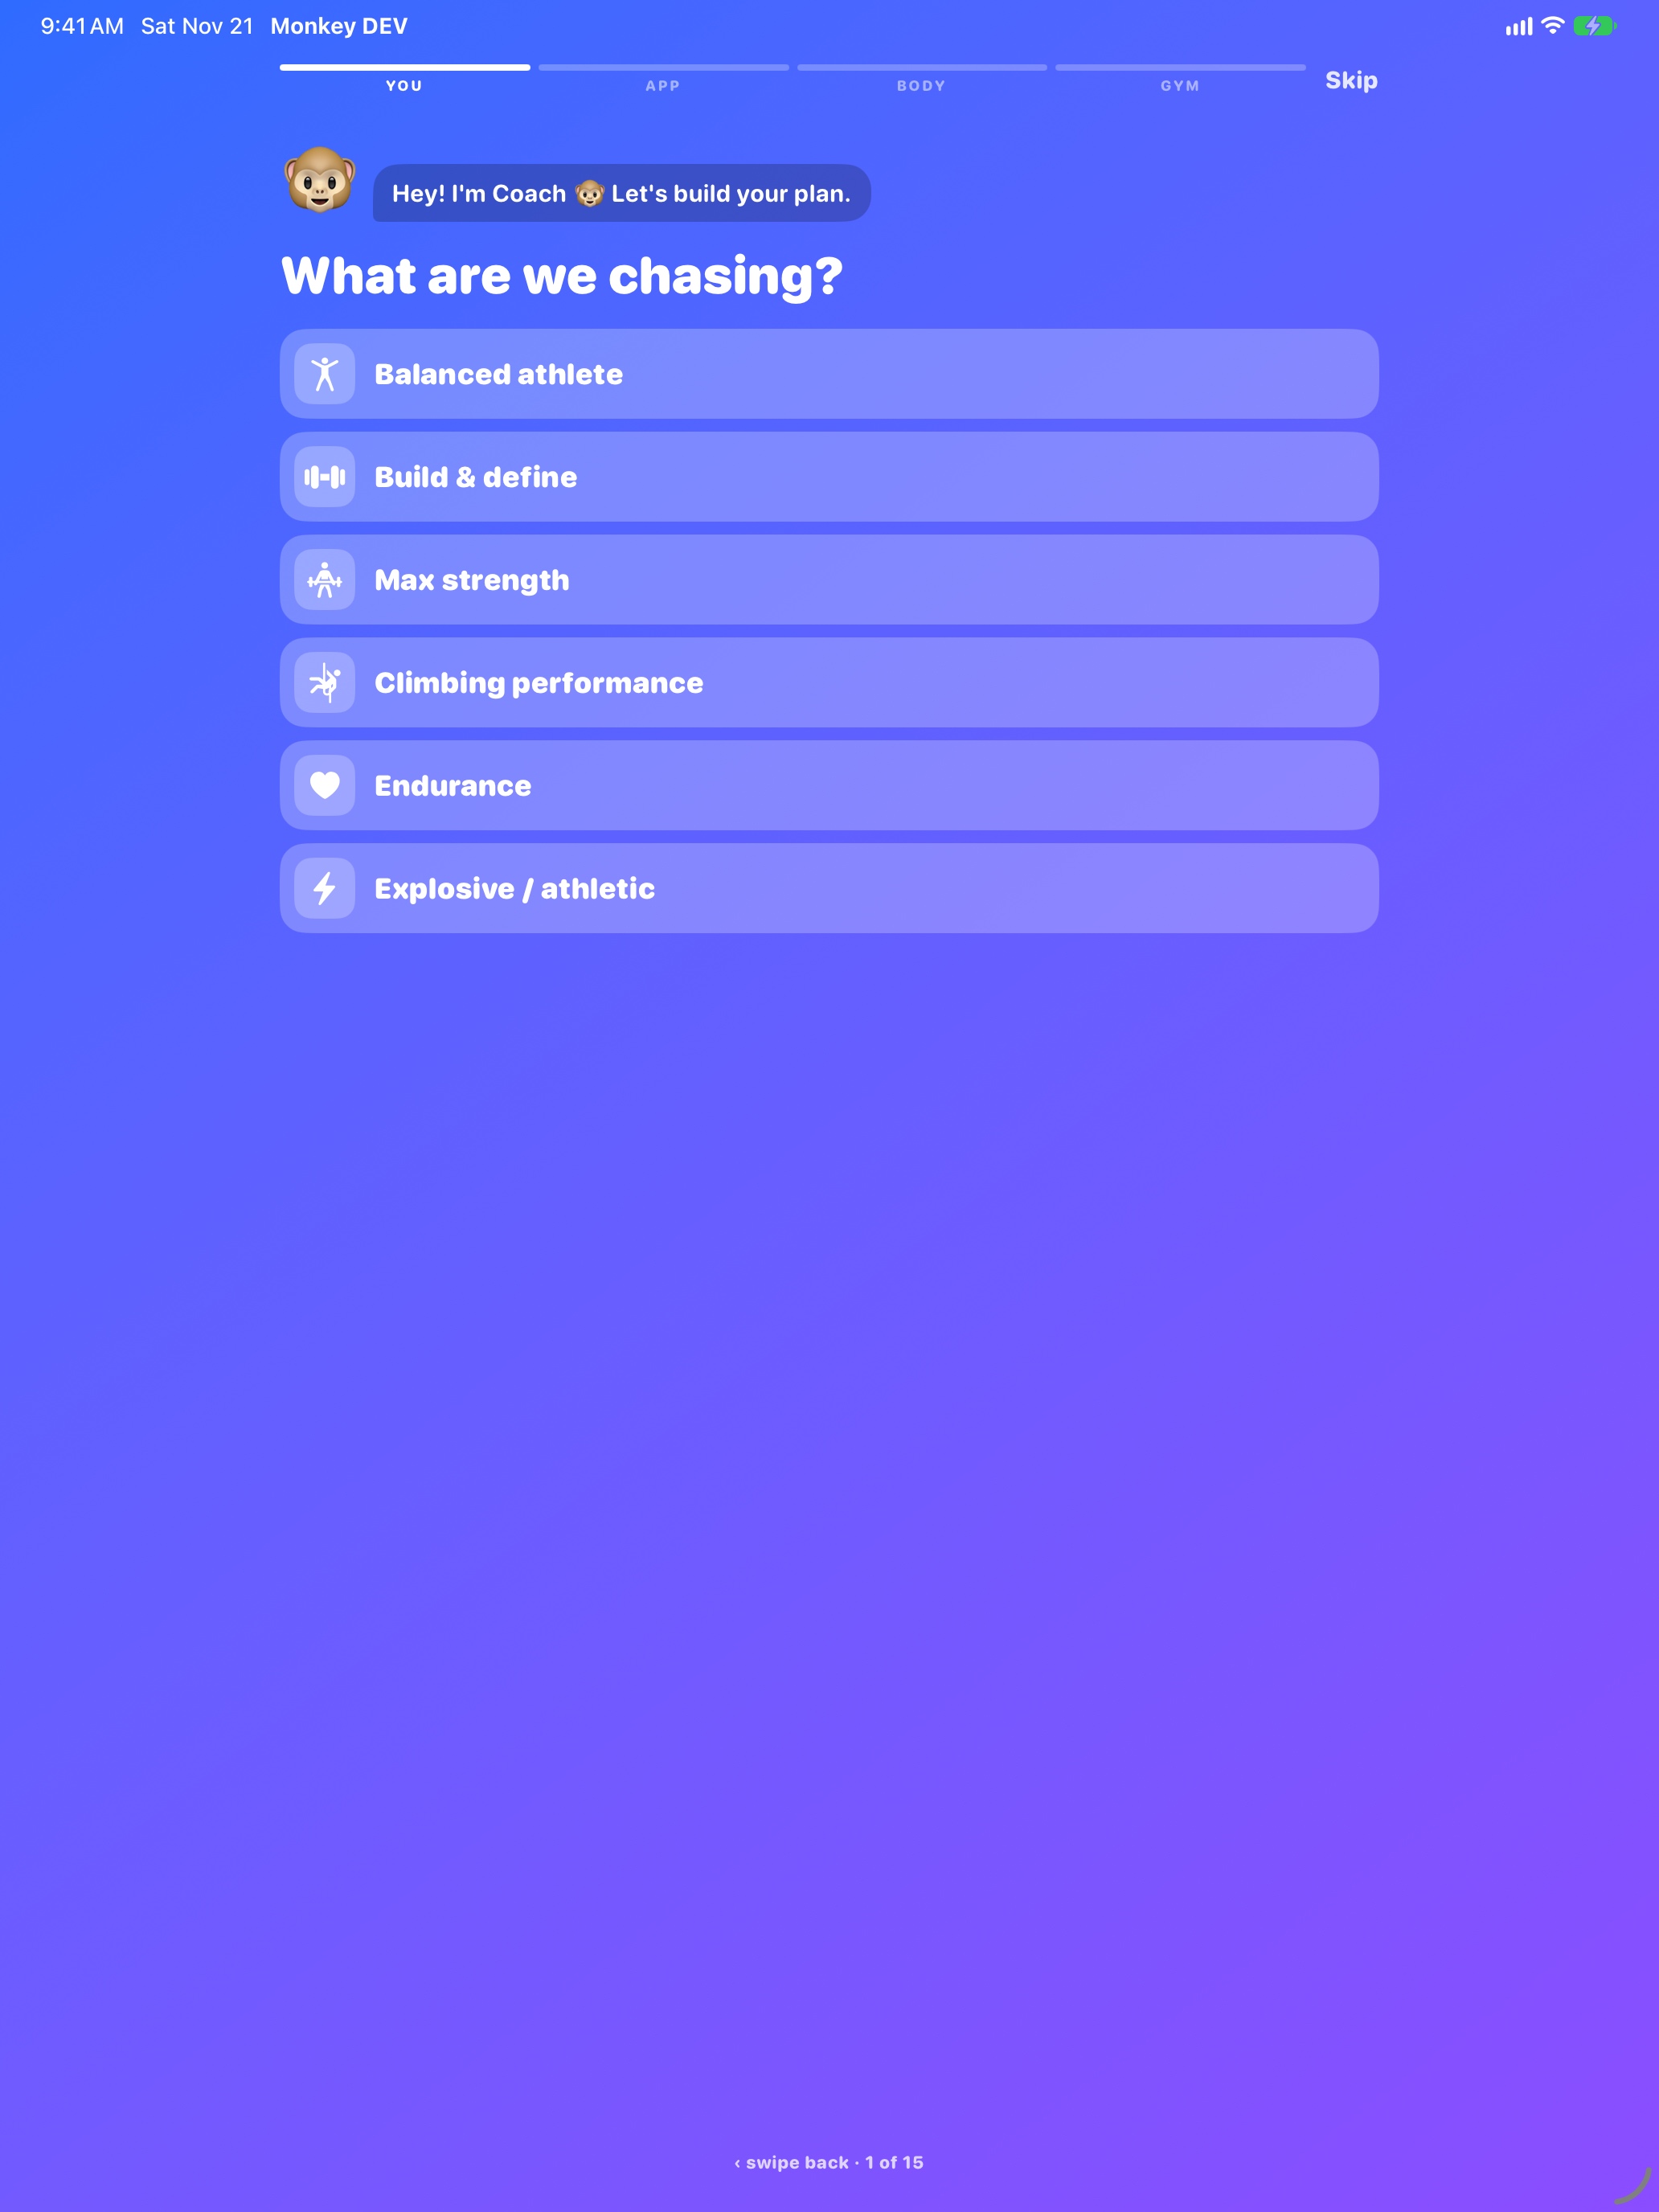 9:41 AM Sat Nov 21 Monkey DEV
YOU APP BODY GYM Skip
Hey! I'm Coach 🐵 Let's build your plan.
What are we chasing?
Balanced athlete
Build & define
Max strength
Climbing performance
Endurance
Explosive / athletic
‹ swipe back · 1 of 15